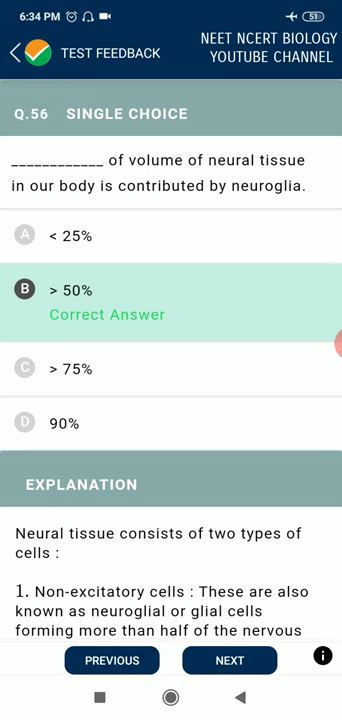 6:34 PM
51
TEST FEEDBACK
NEET NCERT BIOLOGY
YOUTUBE CHANNEL
Q.56 SINGLE CHOICE
____________ of volume of neural tissue
in our body is contributed by neuroglia.
A < 25%
B > 50%
Correct Answer
C > 75%
D 90%
EXPLANATION
Neural tissue consists of two types of
cells :
1. Non-excitatory cells : These are also
known as neuroglial or glial cells
forming more than half of the nervous
PREVIOUS
NEXT
i